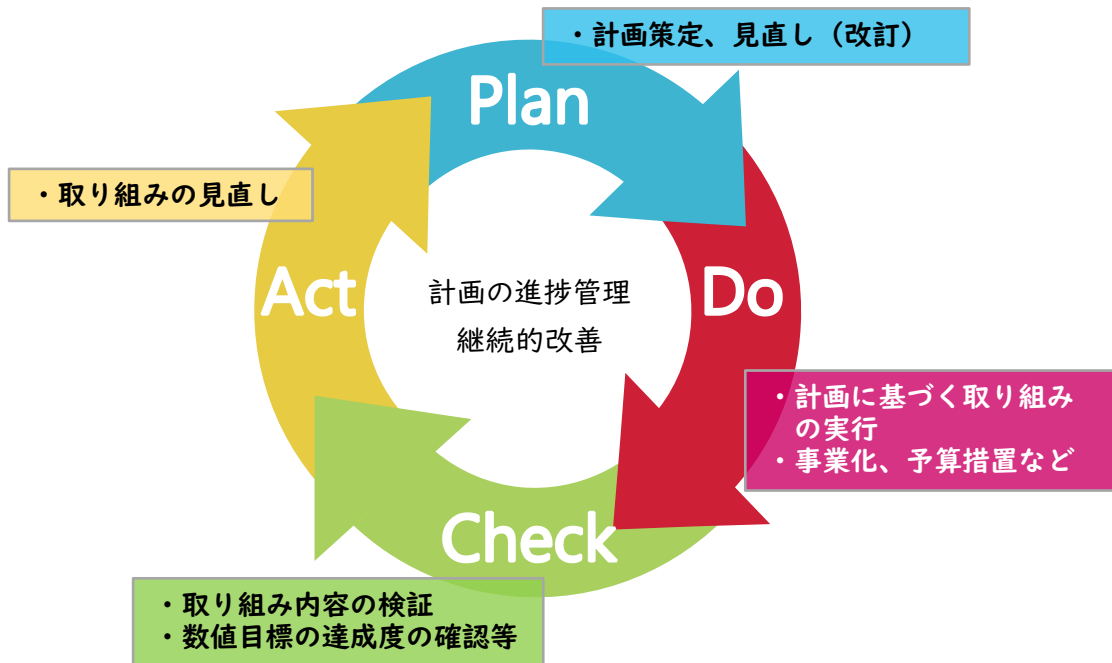 ・計画策定、見直し（改訂）
Plan
・取り組みの見直し
Act
計画の進捗管理
継続的改善
Do
・計画に基づく取り組み
の実行
・事業化、予算措置など
Check
・取り組み内容の検証
・数値目標の達成度の確認等